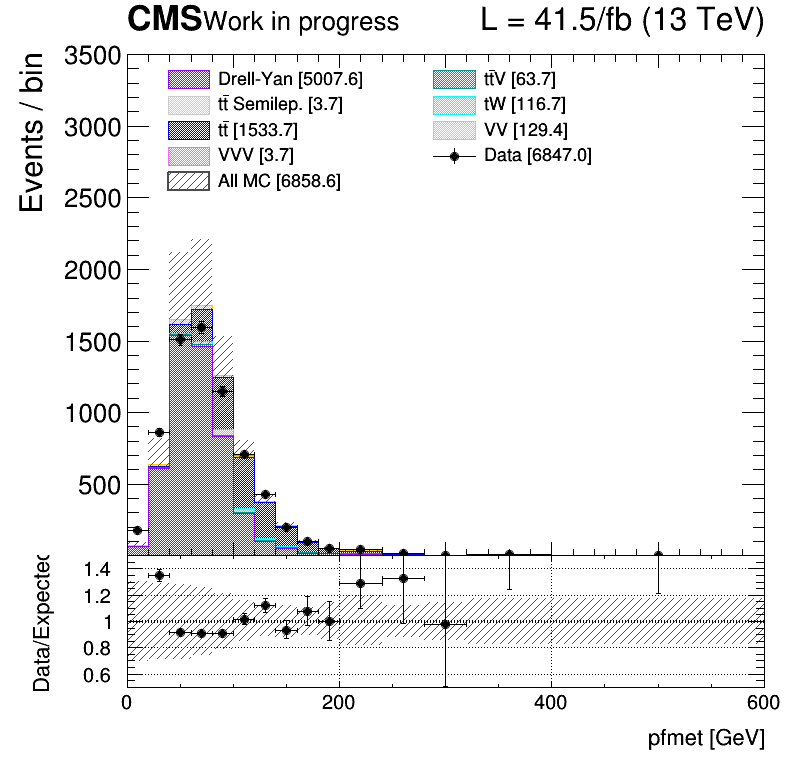 CMS Work in progress L = 41.5/fb (13 TeV)
Events / bin
3500
3000
2500
2000
1500
1000
500
Drell-Yan [5007.6]
tt̄ Semilep. [3.7]
tt̄ [1533.7]
VVV [3.7]
All MC [6858.6]
tt̄V [63.7]
tW [116.7]
VV [129.4]
Data [6847.0]
Data/Expected
1.4
1.2
1
0.8
0.6
0 200 400 600
pfmet [GeV]